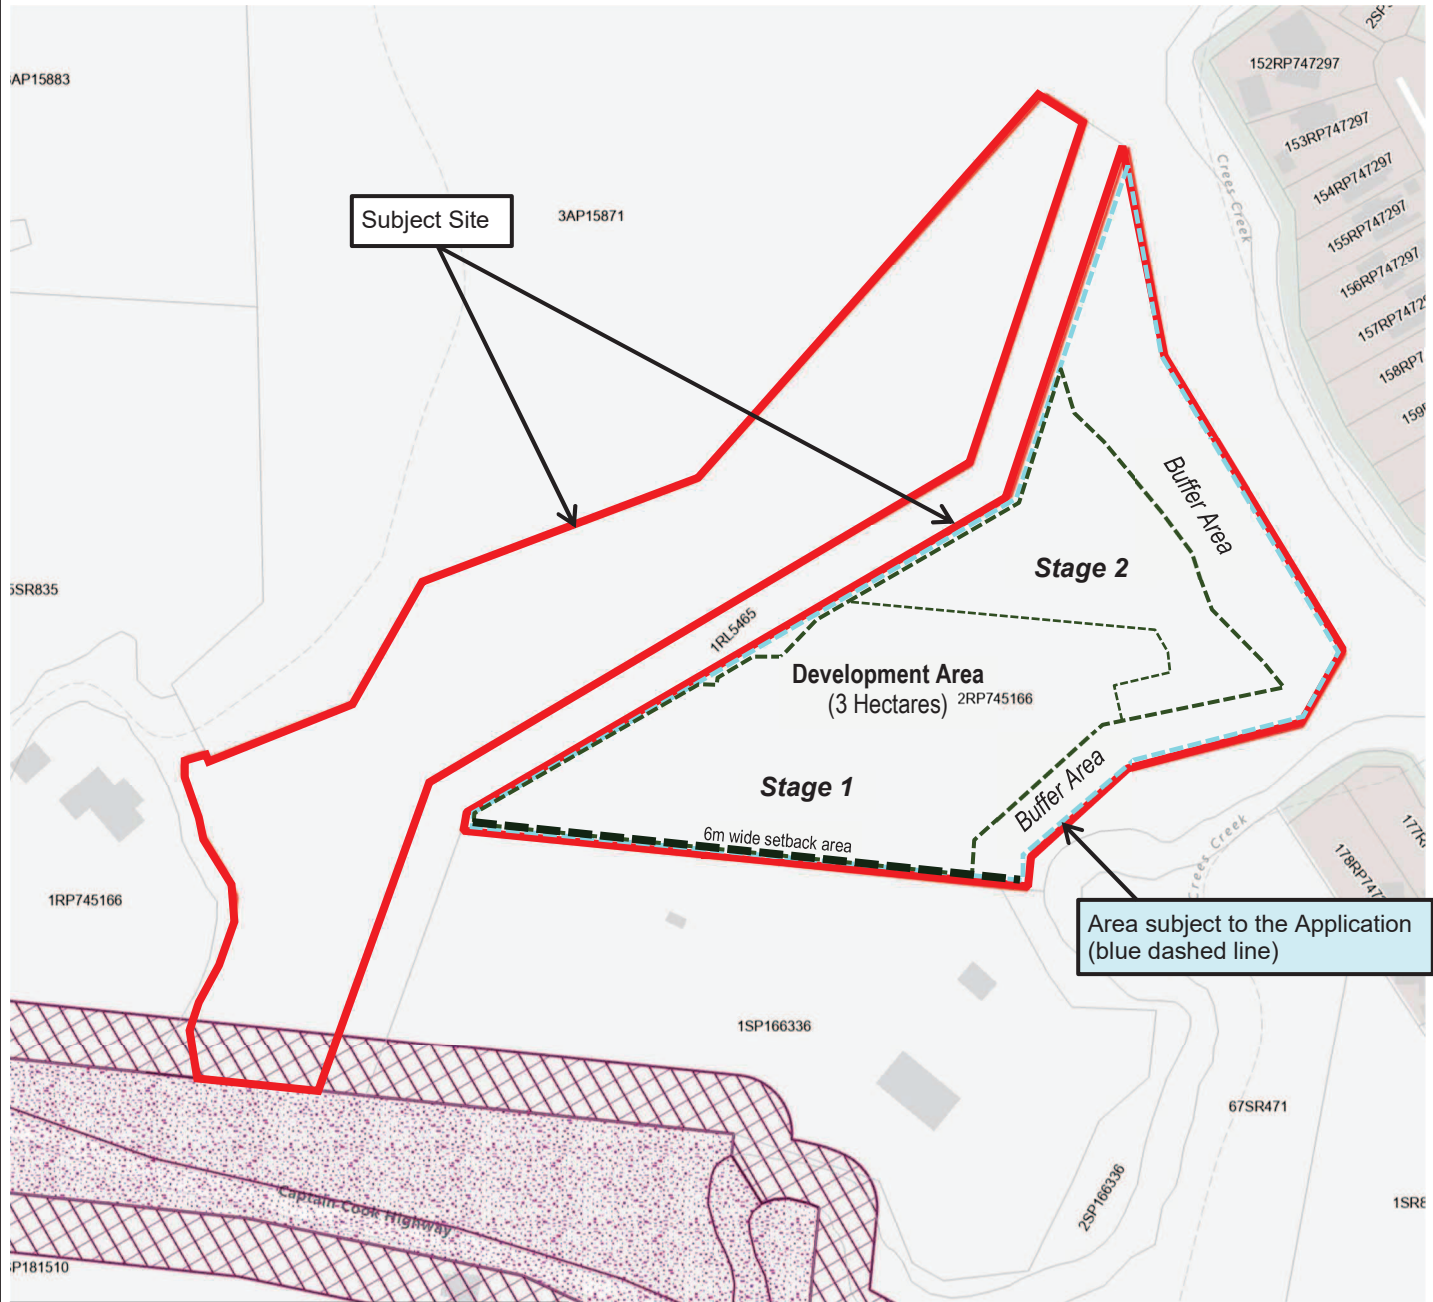 152RP747297
AP15883
153RP747297
154RP747297
Crees Creek
Subject Site
3AP15871
155RP747297
156RP747297
158RP7
Buffer Area
Stage 2
5SR835
1RL5465
Development Area
(3 Hectares) 2RP745166
Stage 1
Buffer Area
6m wide setback area
Crees Creek
1RP745166
Area subject to the Application
(blue dashed line)
1SP166336
67SR471
2SP166336
Captain Cook Highway
SP181510